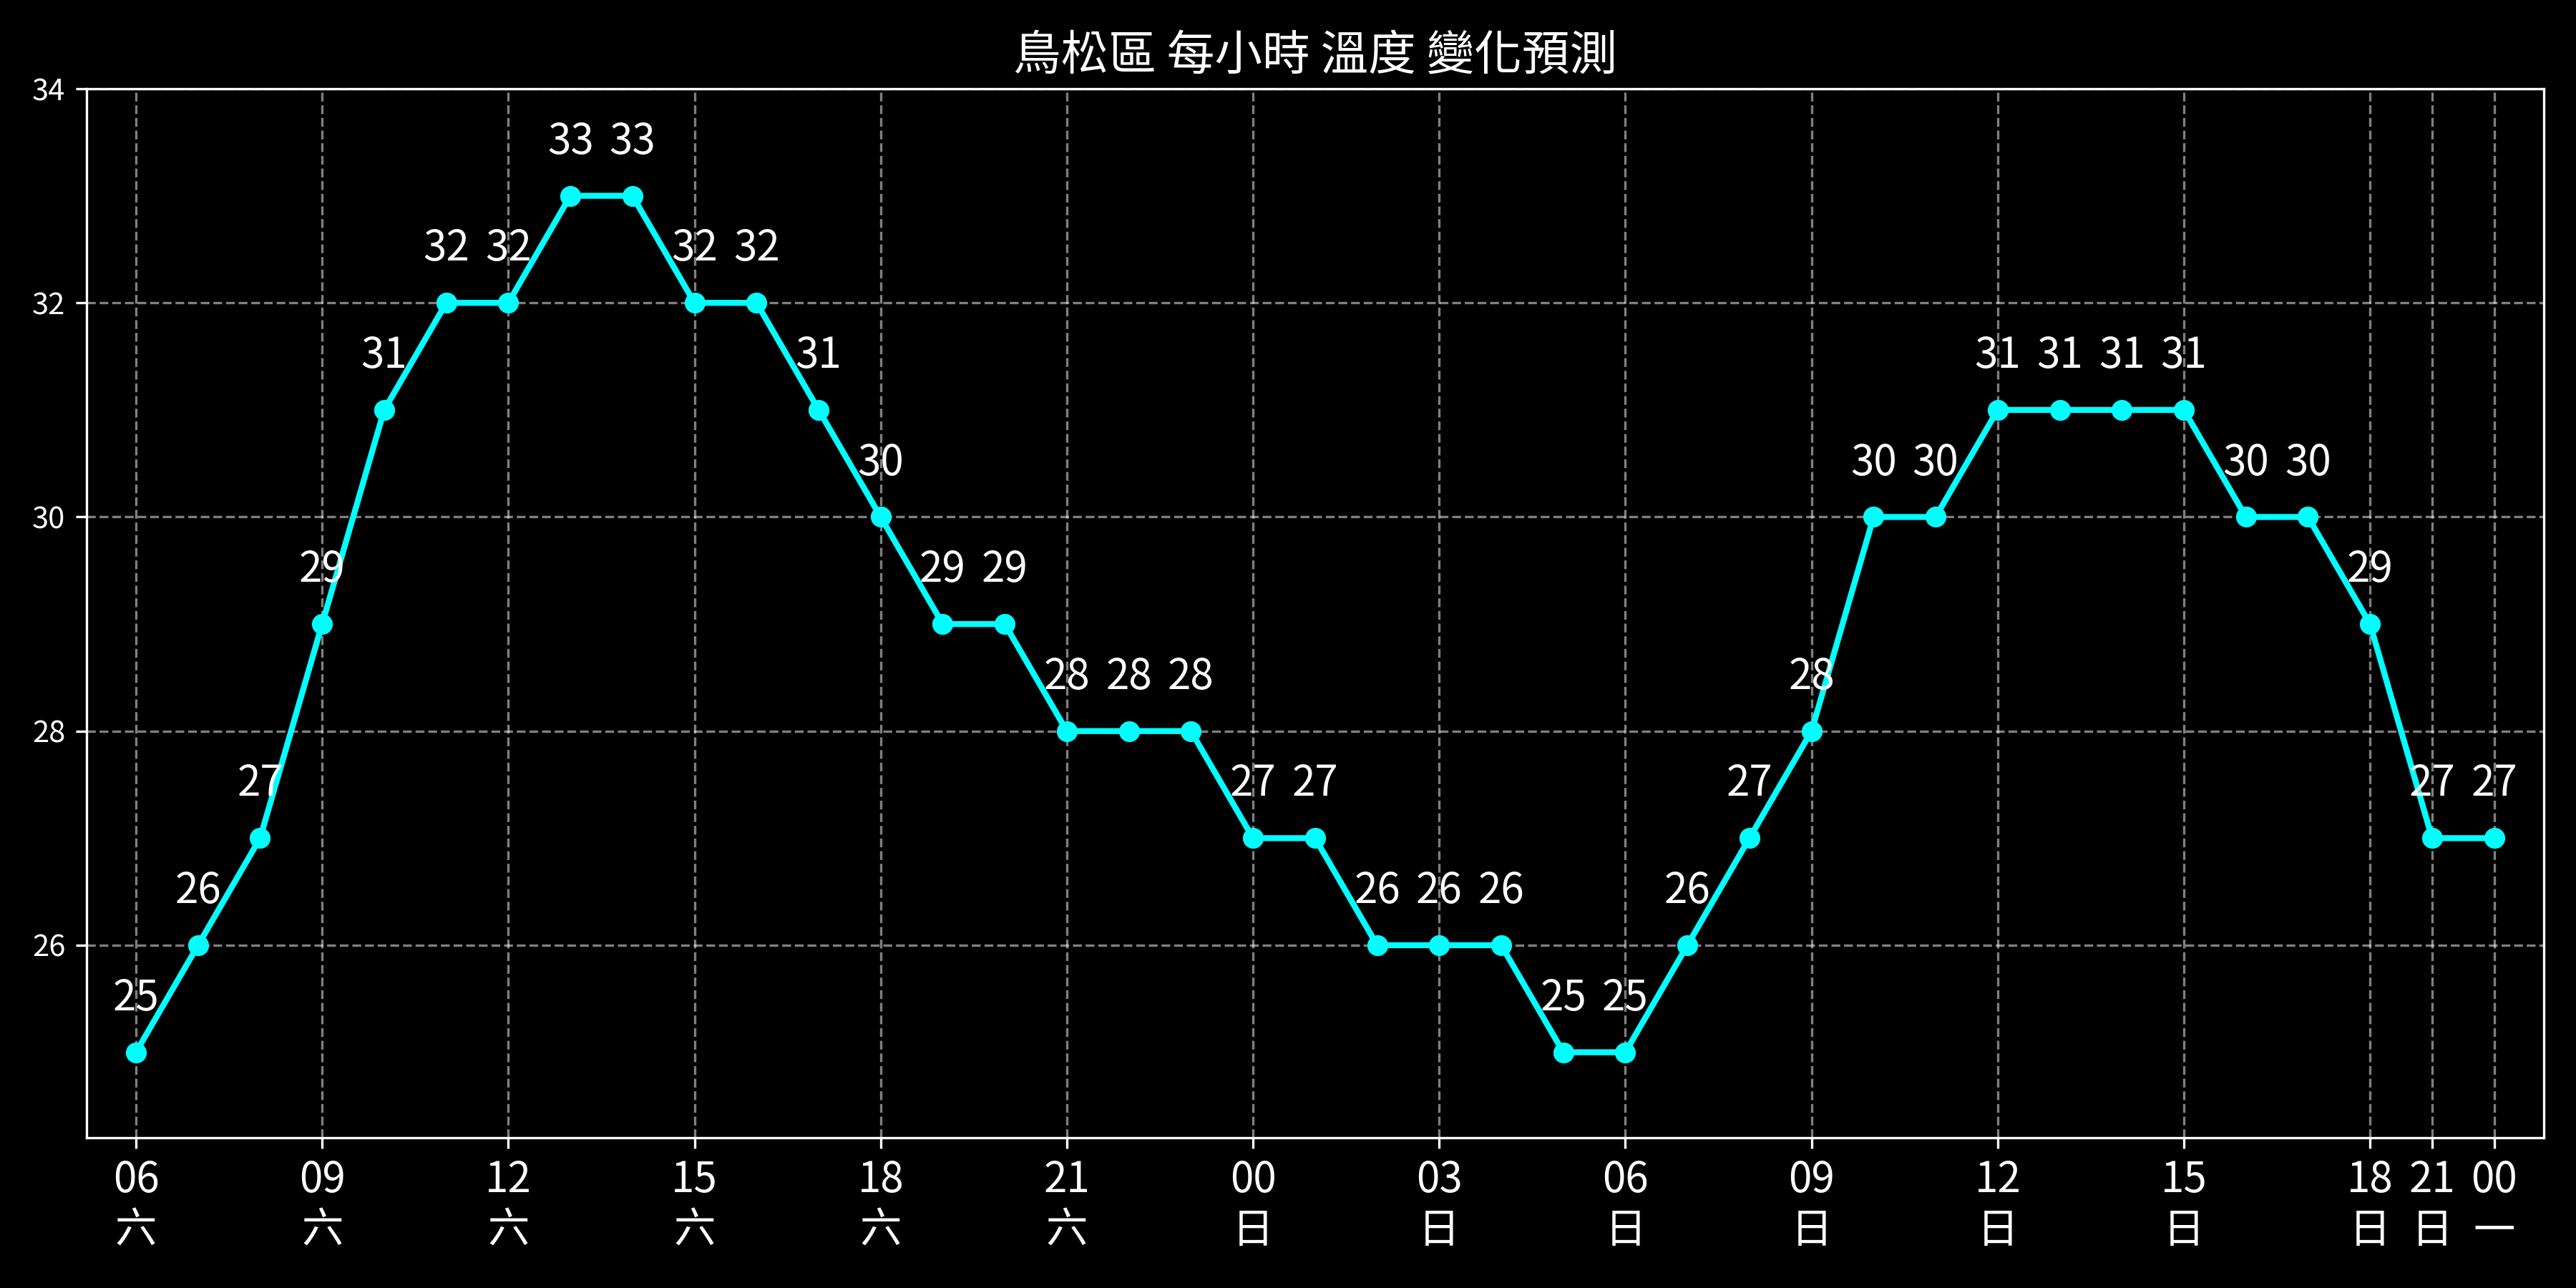 鳥松區 每小時 溫度 變化預測
34
33 33
32 32 32 32
32
31 31 31 31 31 31
30 30 30 30 30
30
29 29 29 29
28 28 28 28
28
27 27 27 27 27 27
26 26 26 26 26
26
25 25 25
06 09 12 15 18 21 00 03 06 09 12 15 18 21 00
六 六 六 六 六 六 日 日 日 日 日 日 日 日 一